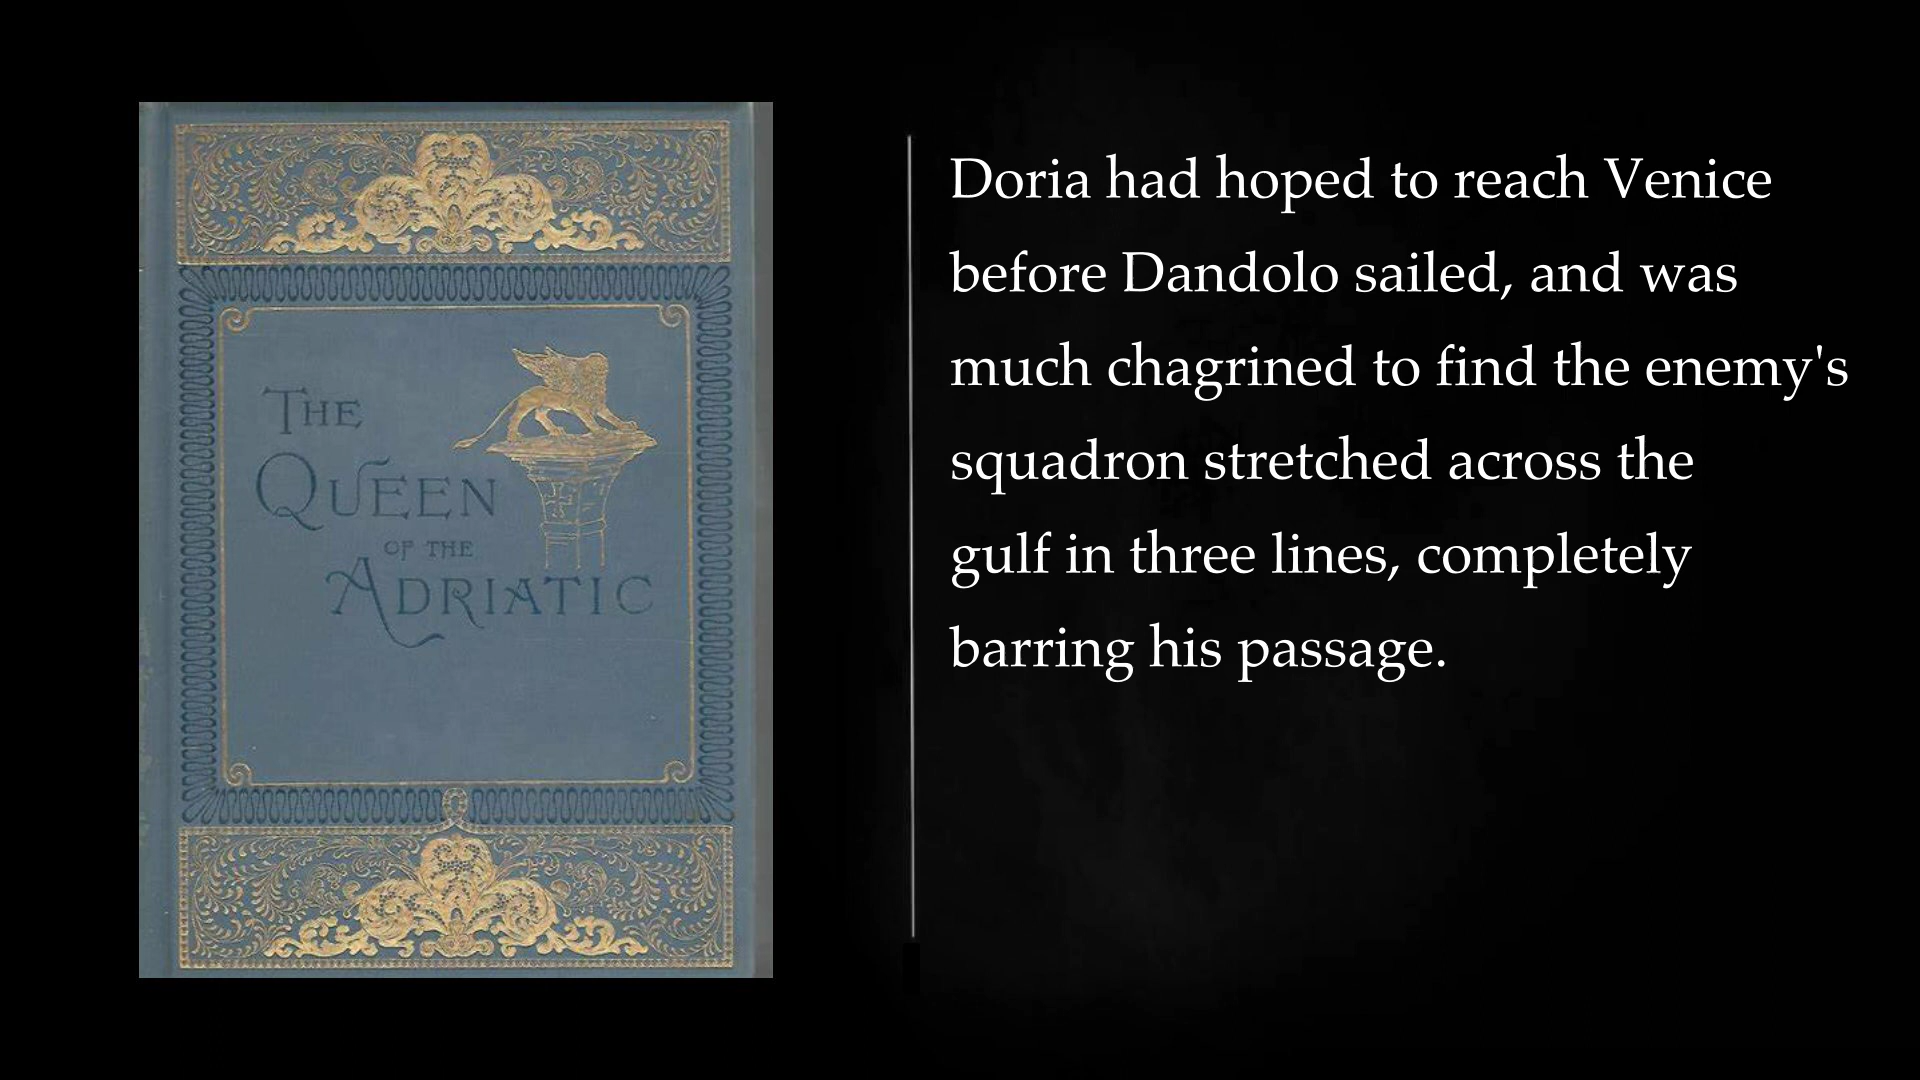 THE
QUEEN
OF THE
ADRIATIC
Doria had hoped to reach Venice
before Dandolo sailed, and was
much chagrined to find the enemy's
squadron stretched across the
gulf in three lines, completely
barring his passage.